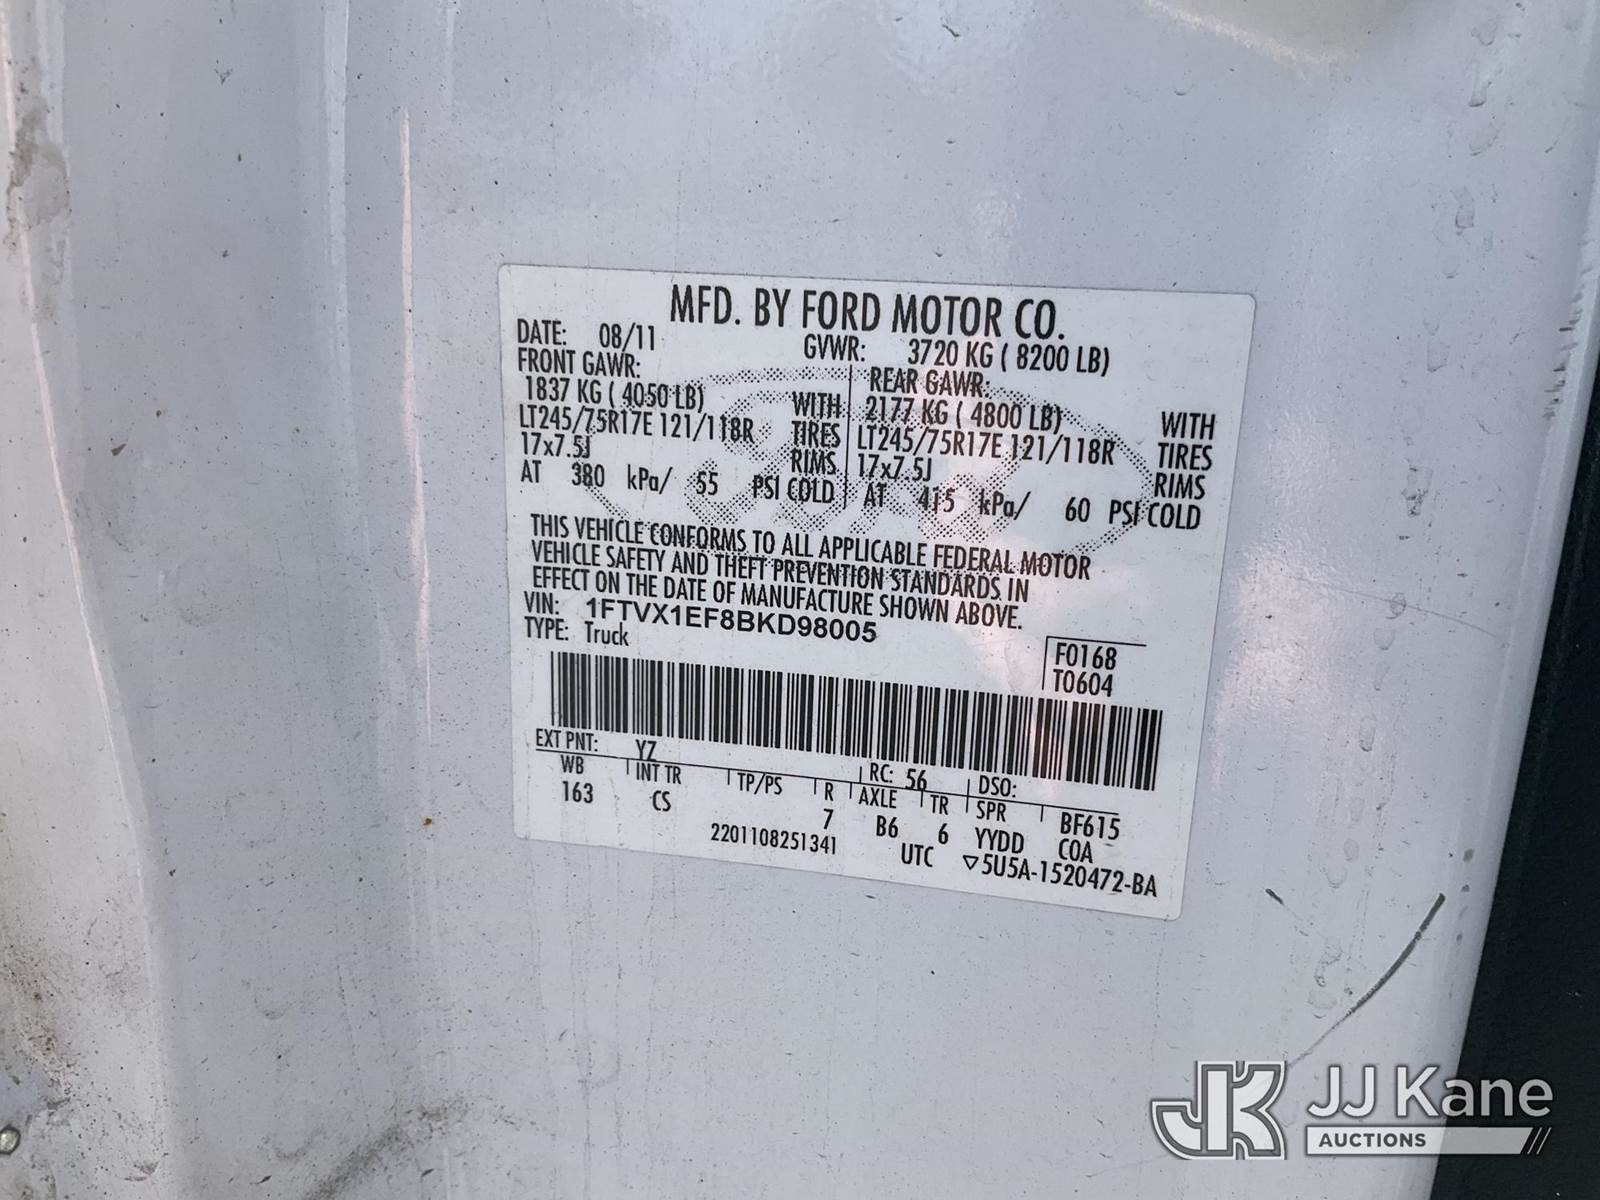 MFD. BY FORD MOTOR CO.
DATE: 08/11 GVWR: 3720 KG ( 8200 LB)
FRONT GAWR: REAR GAWR:
1837 KG ( 4050 LB) WITH 2177 KG ( 4800 LB) WITH
LT245/75R17E 121/118R TIRES LT245/75R17E 121/118R TIRES
17x7.5J RIMS 17x7.5J RIMS
AT 380 kPa/ 55 PSI COLD AT 415 kPa/ 60 PSI COLD
THIS VEHICLE CONFORMS TO ALL APPLICABLE FEDERAL MOTOR
VEHICLE SAFETY AND THEFT PREVENTION STANDARDS IN
EFFECT ON THE DATE OF MANUFACTURE SHOWN ABOVE.
VIN: 1FTVX1EF8BKD98005
TYPE: Truck
F0168
T0604
EXT PNT: YZ RC: 56 DSO:
WB INT TR TP/PS R AXLE TR SPR BF615
163 CS 7 B6 6 YYDD COA
2201108251341 UTC ▽5U5A-1520472-BA
JK JJ Kane
AUCTIONS